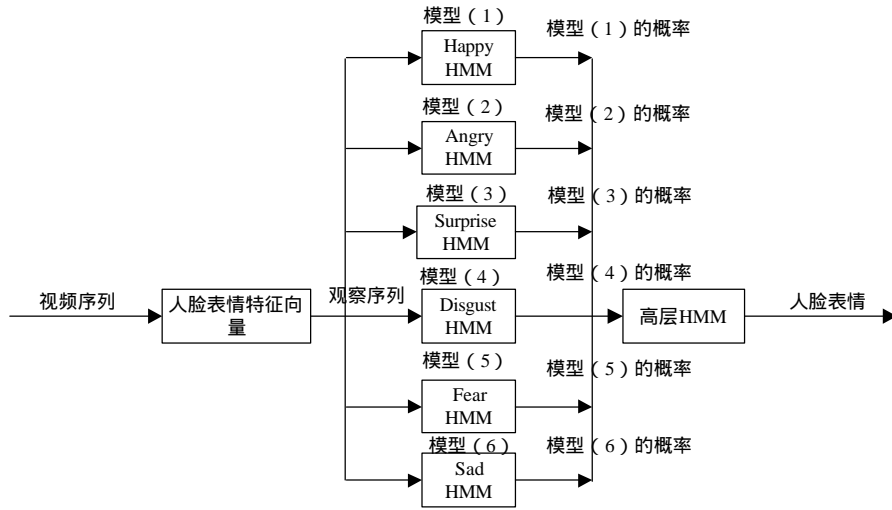 模型（1）
模型（1）的概率
Happy
HMM
模型（2）
模型（2）的概率
Angry
HMM
模型（3）
模型（3）的概率
Surprise
HMM
模型（4）
模型（4）的概率
视频序列
人脸表情特征向
量
观察序列
Disgust
HMM
高层HMM
人脸表情
模型（5）
模型（5）的概率
Fear
HMM
模型（6）
模型（6）的概率
Sad
HMM